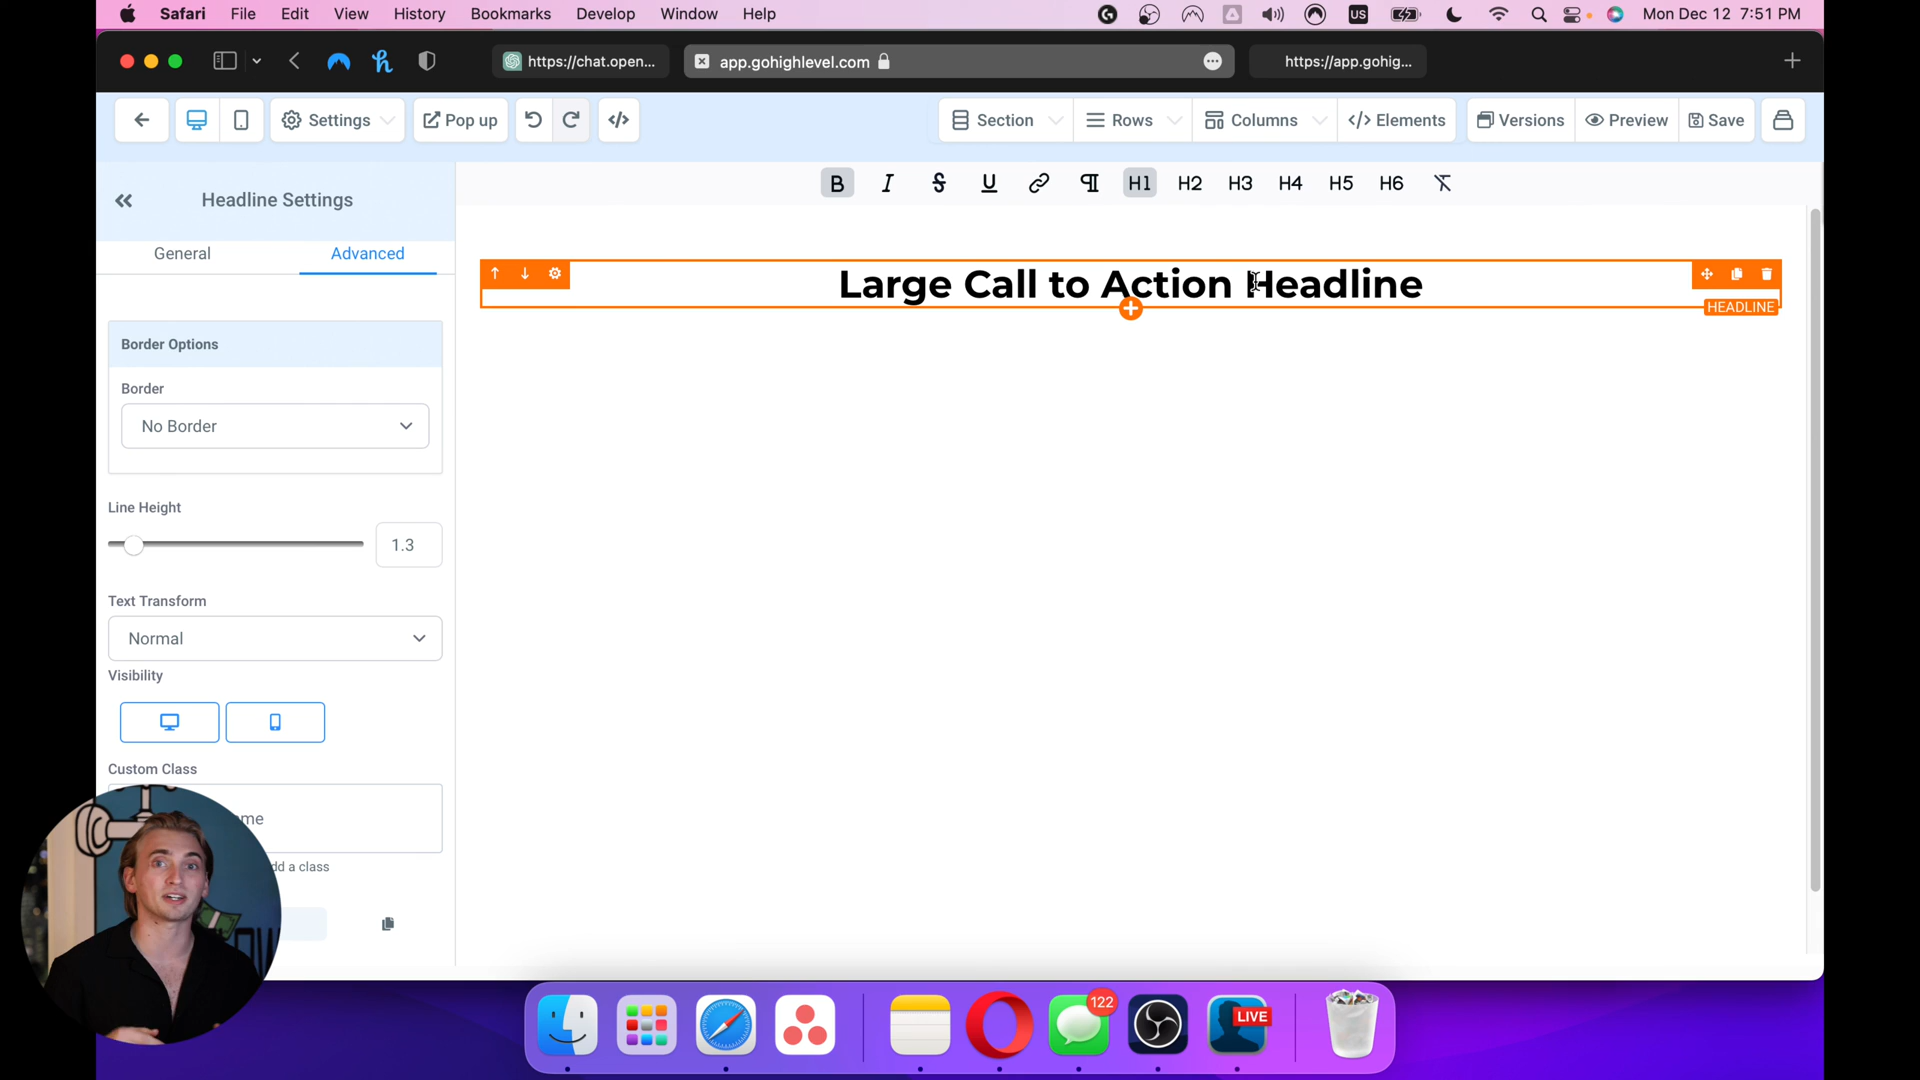 Safari File Edit View History Bookmarks Develop Window Help US Mon Dec 12 7:51 PM
https://chat.open... app.gohighlevel.com https://app.gohig...
Settings Pop up Section Rows Columns Elements Versions Preview Save
B I S U H1 H2 H3 H4 H5 H6
Headline Settings
General Advanced
Large Call to Action Headline
HEADLINE
Border Options
Border
No Border
Line Height
1.3
Text Transform
Normal
Visibility
Custom Class
me
dd a class
122
LIVE